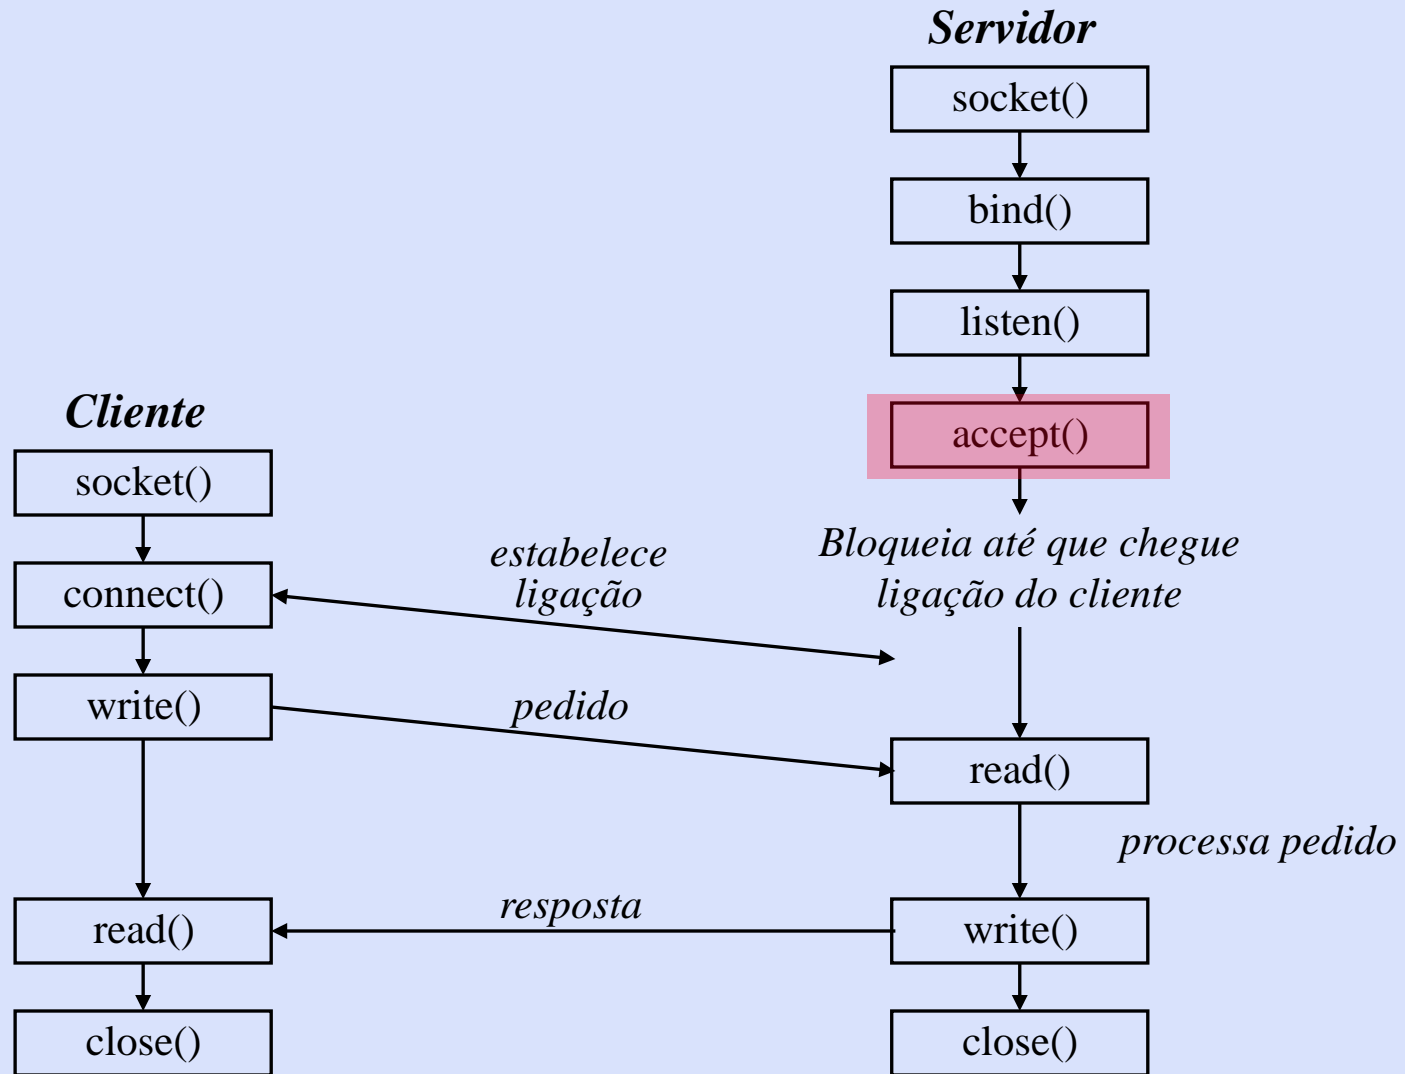 Servidor
socket()
bind()
listen()
accept()
Cliente
socket()
connect()
write()
read()
close()
estabelece
ligação
pedido
resposta
Bloqueia até que chegue
ligação do cliente
read()
processa pedido
write()
close()